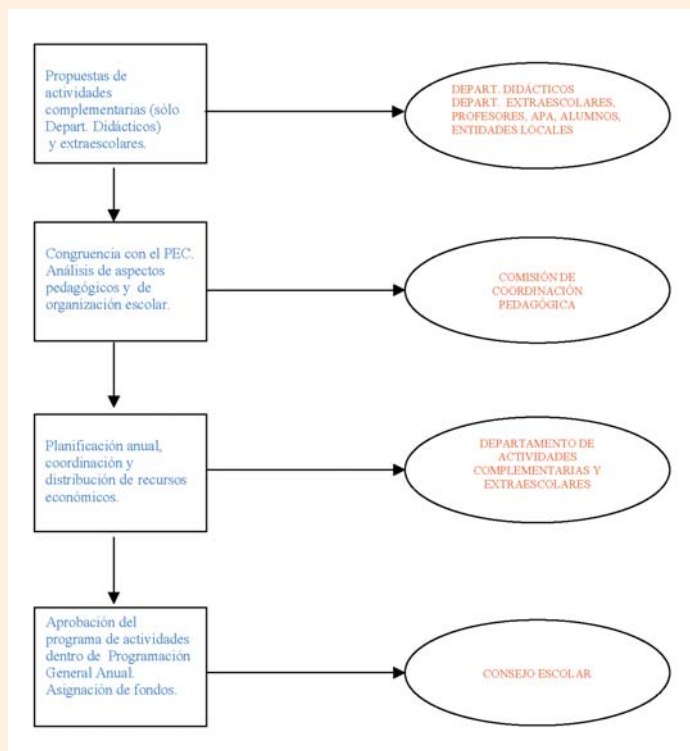 Propuestas de
actividades
complementarias (sólo
Depart. Didácticos)
y extraescolares.
DEPART. DIDÁCTICOS
DEPART. EXTRAESCOLARES,
PROFESORES, APA, ALUMNOS,
ENTIDADES LOCALES
Congruencia con el PEC.
Análisis de aspectos
pedagógicos y de
organización escolar.
COMISIÓN DE
COORDINACIÓN
PEDAGÓGICA
Planificación anual,
coordinación y
distribución de recursos
económicos.
DEPARTAMENTO DE
ACTIVIDADES
COMPLEMENTARIAS Y
EXTRAESCOLARES
Aprobación del
programa de actividades
dentro de Programación
General Anual.
Asignación de fondos.
CONSEJO ESCOLAR